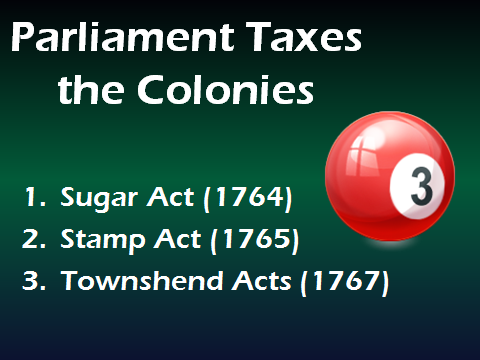 Parliament Taxes
the Colonies
3
1. Sugar Act (1764)
2. Stamp Act (1765)
3. Townshend Acts (1767)